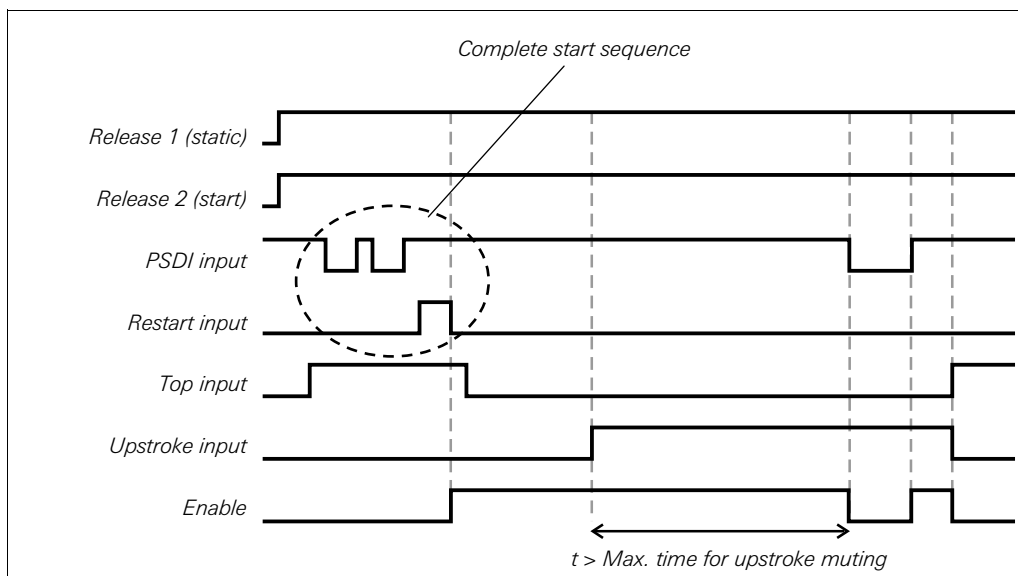 Complete start sequence
Release 1 (static)
Release 2 (start)
PSDI input
Restart input
Top input
Upstroke input
Enable
t > Max. time for upstroke muting